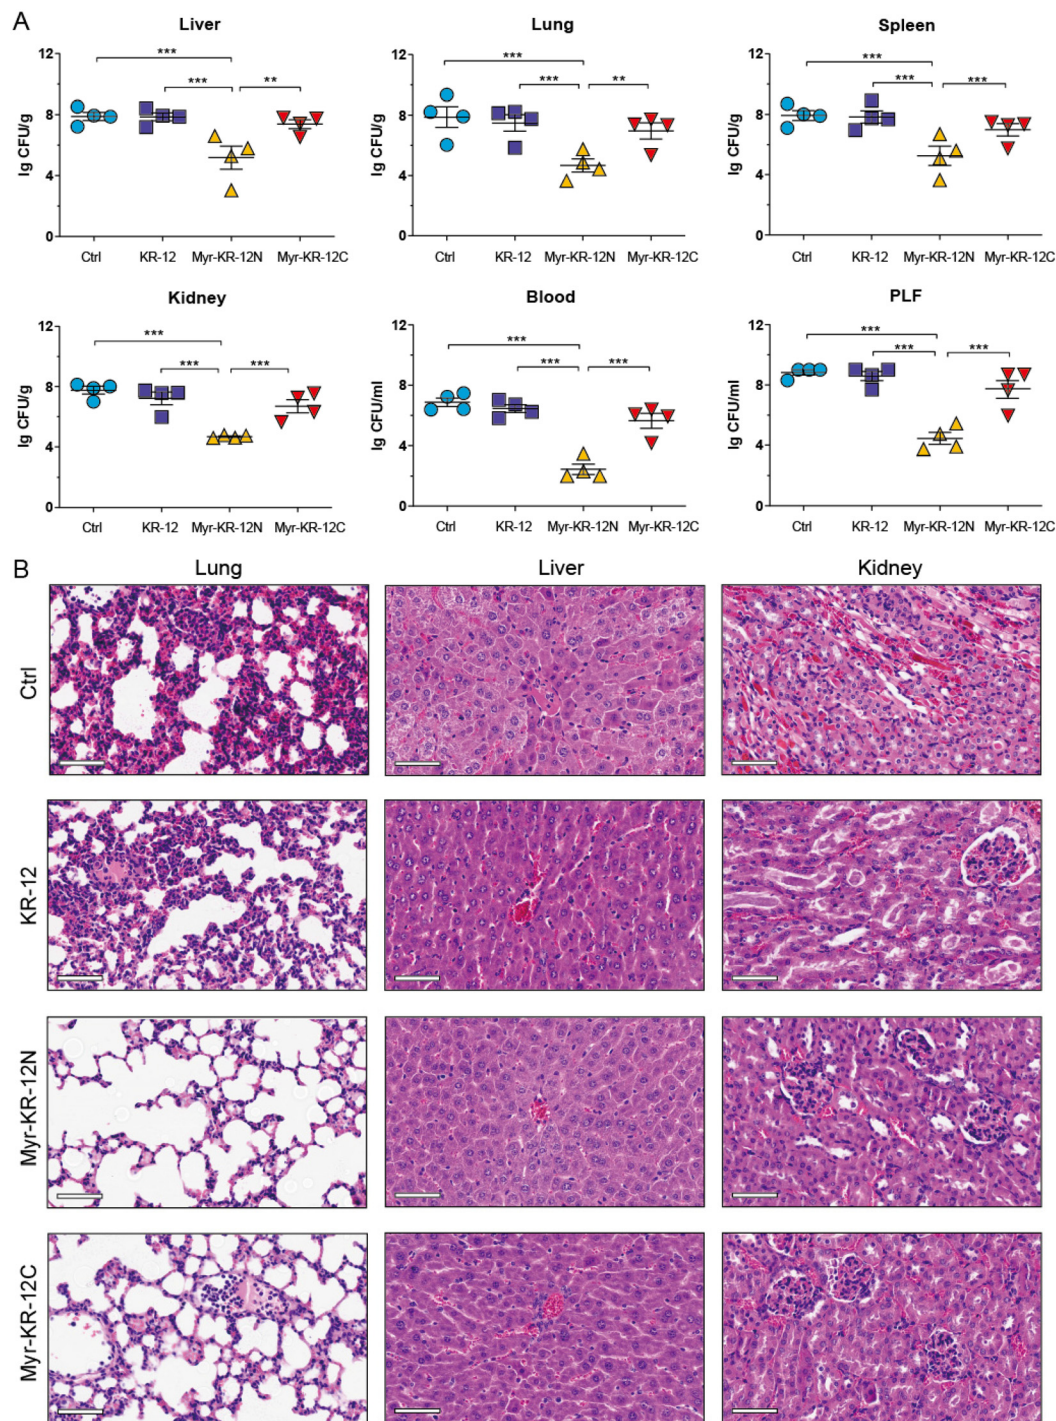 A
Liver
Lung
Spleen
12
8
4
0
lg CFU/g
***
***
**
Ctrl
KR-12
Myr-KR-12N
Myr-KR-12C
12
8
4
0
lg CFU/g
***
***
**
Ctrl
KR-12
Myr-KR-12N
Myr-KR-12C
12
8
4
0
lg CFU/g
***
***
***
Ctrl
KR-12
Myr-KR-12N
Myr-KR-12C
Kidney
Blood
PLF
12
8
4
0
lg CFU/g
***
***
***
Ctrl
KR-12
Myr-KR-12N
Myr-KR-12C
12
8
4
0
lg CFU/ml
***
***
***
Ctrl
KR-12
Myr-KR-12N
Myr-KR-12C
12
8
4
0
lg CFU/ml
***
***
***
Ctrl
KR-12
Myr-KR-12N
Myr-KR-12C
B
Lung
Liver
Kidney
Ctrl
KR-12
Myr-KR-12N
Myr-KR-12C